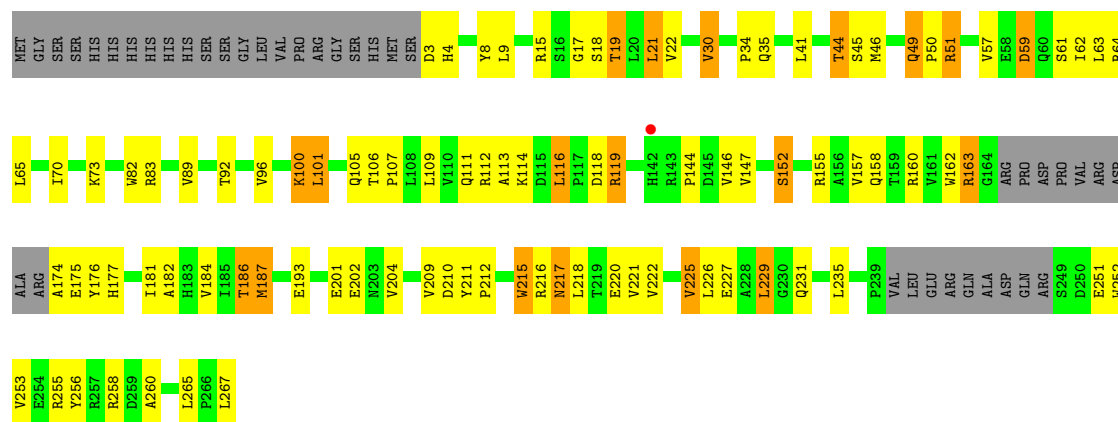 MET GLY SER SER HIS HIS HIS HIS HIS HIS SER SER GLY LEU VAL PRO ARG GLY SER HIS MET SER D3 H4 Y8 L9 R15 S16 G17 S18 T19 L20 L21 V22 V30 P34 Q35 L41 T44 S45 M46 Q49 P50 R51 V57 E58 D59 Q60 S61 I62 L63 R64
L65 I70 K73 W82 R83 V89 T92 V96 K100 L101 Q105 T106 P107 L108 L109 V110 Q111 R112 A113 K114 D115 L116 P117 D118 R119 H142 R143 P144 D145 V146 V147 S152 R155 A156 V157 Q158 T159 R160 V161 W162 R163 G164 ARG PRO ASP PRO VAL ARG ASP
ALA ARG A174 E175 Y176 H177 I181 A182 H183 V184 I185 T186 M187 E193 E201 E202 N203 V204 V209 D210 Y211 P212 W215 R216 N217 L218 T219 E220 V221 V222 V225 L226 E227 A228 L229 G230 Q231 L235 P239 VAL LEU GLU ARG GLN ALA ASP GLN ARG S249 D250 E251 W252
V253 E254 R255 Y256 R257 R258 D259 A260 L265 P266 L267